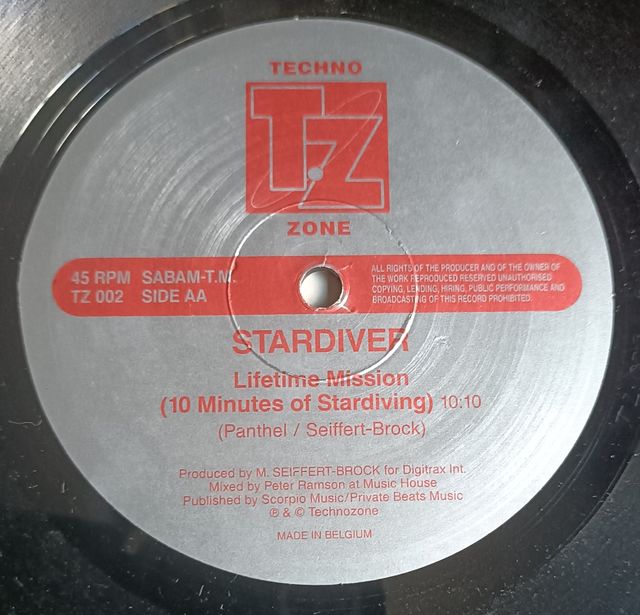 TECHNO
TZ
ZONE
45 RPM SABAM-T.M.
TZ 002 SIDE AA
ALL RIGHTS OF THE PRODUCER AND OF THE OWNER OF
THE WORK REPRODUCED RESERVED UNAUTHORISED
COPYING, LENDING, HIRING, PUBLIC PERFORMANCE AND
BROADCASTING OF THIS RECORD PROHIBITED.
STARDIVER
Lifetime Mission
(10 Minutes of Stardiving) 10:10
(Panthel / Seiffert-Brock)
Produced by M. SEIFFERT-BROCK for Digitrax Int.
Mixed by Peter Ramson at Music House
Published by Scorpio Music/Private Beats Music
℗ & © Technozone
MADE IN BELGIUM